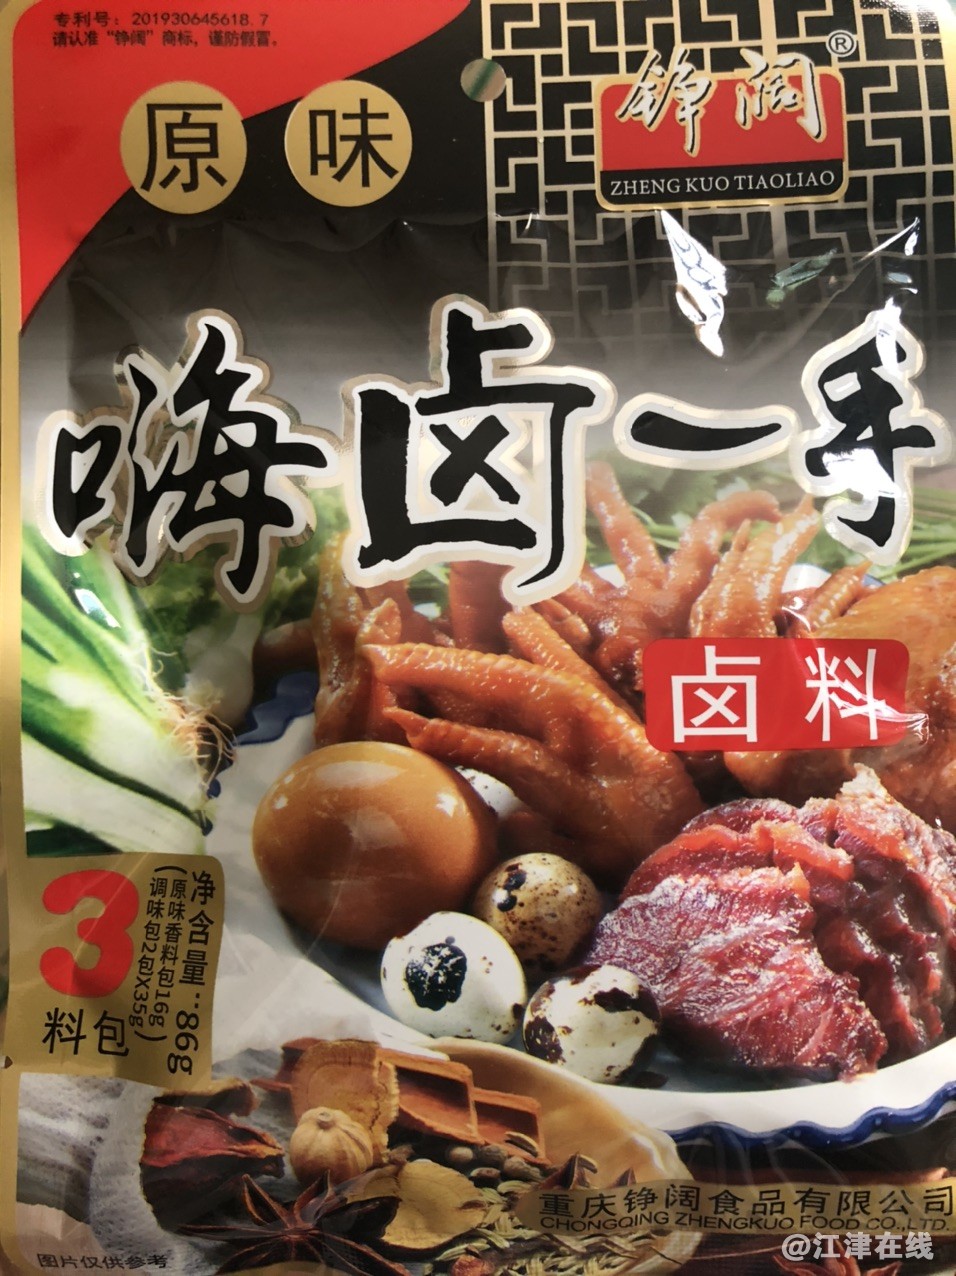 专利号：201930645618.7
请认准“铮阔”商标，谨防假冒。
原味
铮阔®
ZHENG KUO TIAOLIAO
嗨卤一手
卤料
3
料包
净含量：86g
（原味香料包16g）
调味包2包X35g
重庆铮阔食品有限公司
CHONGQING ZHENGKUO FOOD CO.,LTD.
图片仅供参考
@江津在线